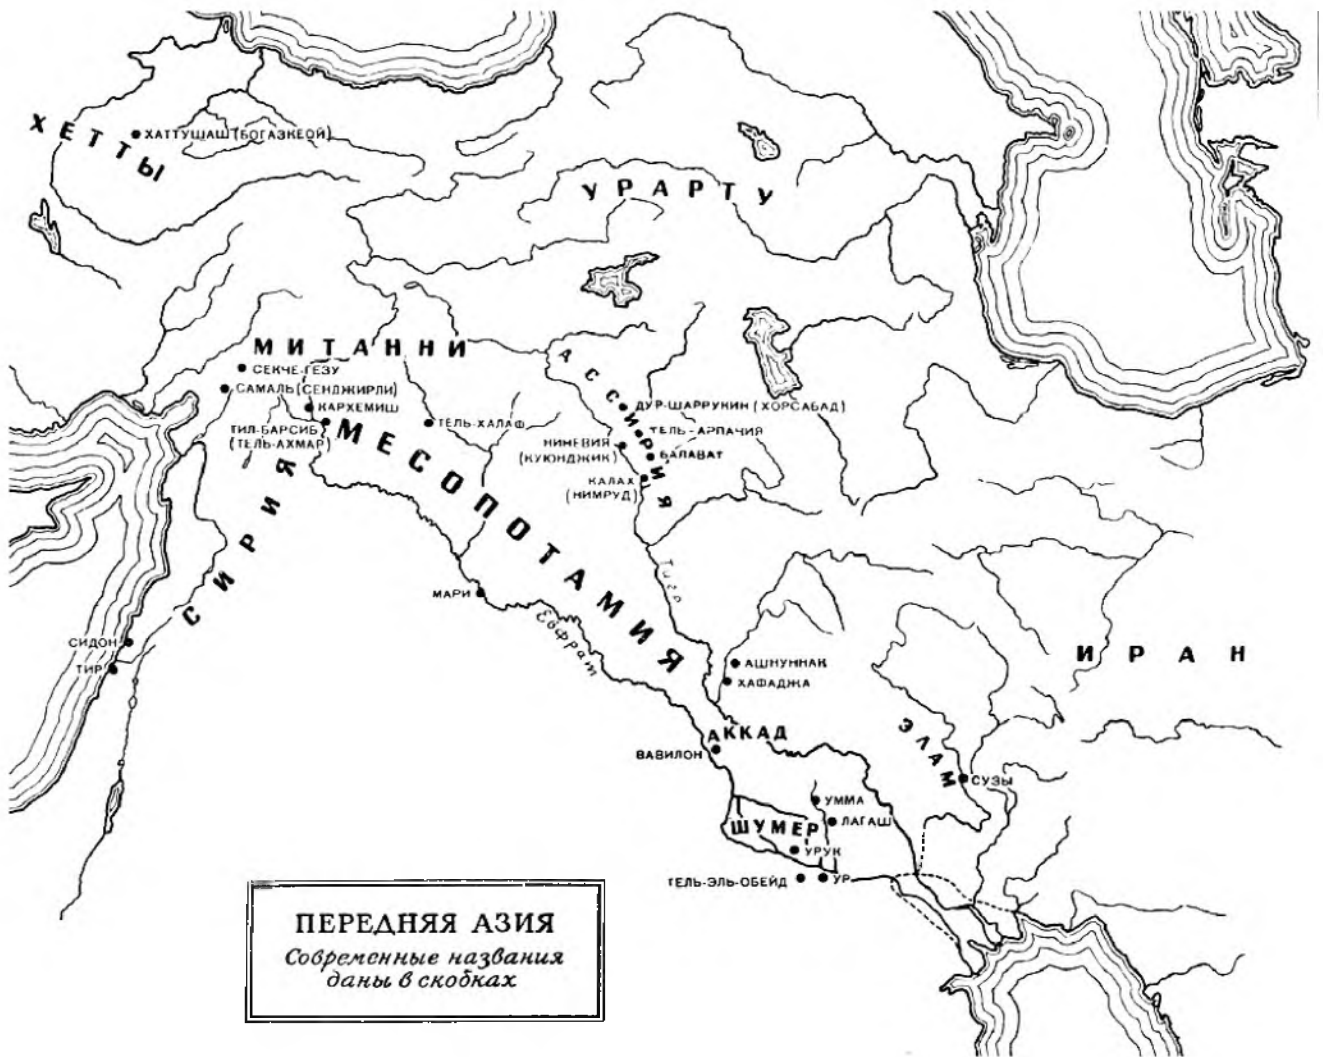 ХЕТТЫ
ХАТТУШАШ (БОГАЗКЕОЙ)
УРАРТУ
МИТАННИ
СЕКЧЕ-ГЕЗУ
САМАЛЬ (СЕНДЖИРЛИ)
КАРХЕМИШ
ТИЛ-БАРСИБ
(ТЕЛЬ-АХМАР)
ТЕЛЬ-ХАЛАФ
АССИРИЯ
ДУР-ШАРРУКИН (ХОРСАБАД)
ТЕЛЬ-АРПАЧИЯ
НИНЕВИЯ
(КУЮНДЖИК)
БАЛАВАТ
КАЛАХ
(НИМРУД)
МЕСОПОТАМИЯ
СИРИЯ
Тигр
МАРИ
Евфрат
СИДОН
ТИР
ИРАН
АШНУННАК
ХАФАДЖА
АККАД
ВАВИЛОН
ЭЛАМ
СУЗЫ
УММА
ЛАГАШ
ШУМЕР
УРУК
ТЕЛЬ-ЭЛЬ-ОБЕЙД
УР
ПЕРЕДНЯЯ АЗИЯ
Современные названия
даны в скобках